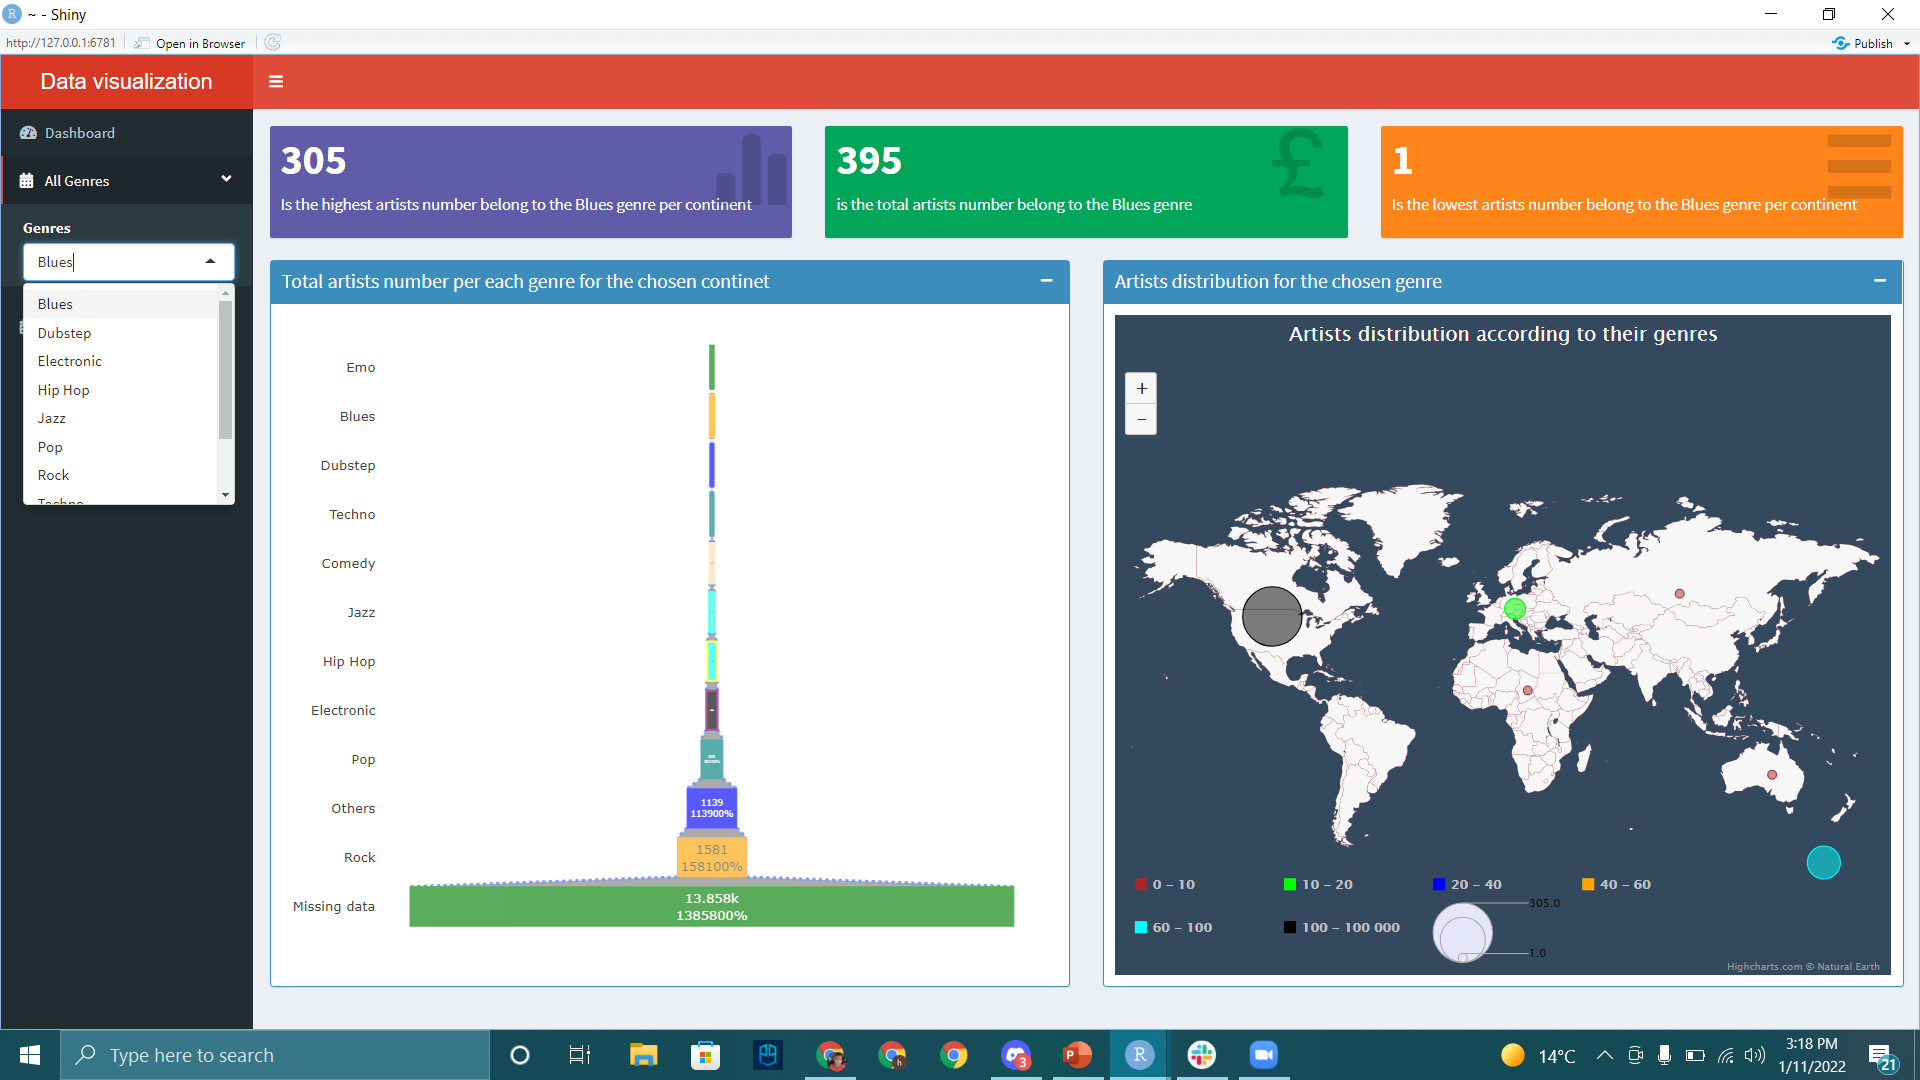 ~ - Shiny
http://127.0.0.1:6781
Open in Browser
Publish
Data visualization
Dashboard
All Genres
Genres
Blues
Blues
Dubstep
Electronic
Hip Hop
Jazz
Pop
Rock
Techno
305
Is the highest artists number belong to the Blues genre per continent
395
is the total artists number belong to the Blues genre
1
Is the lowest artists number belong to the Blues genre per continent
Total artists number per each genre for the chosen continet
Emo
Blues
Dubstep
Techno
Comedy
Jazz
Hip Hop
Electronic
Pop
Others
1139
113900%
Rock
1581
158100%
Missing data
13.858k
1385800%
Artists distribution for the chosen genre
Artists distribution according to their genres
+
−
0 – 10
10 – 20
20 – 40
40 – 60
60 – 100
100 – 100 000
305.0
1.0
Highcharts.com © Natural Earth
Type here to search
3
14°C
3:18 PM
1/11/2022
21